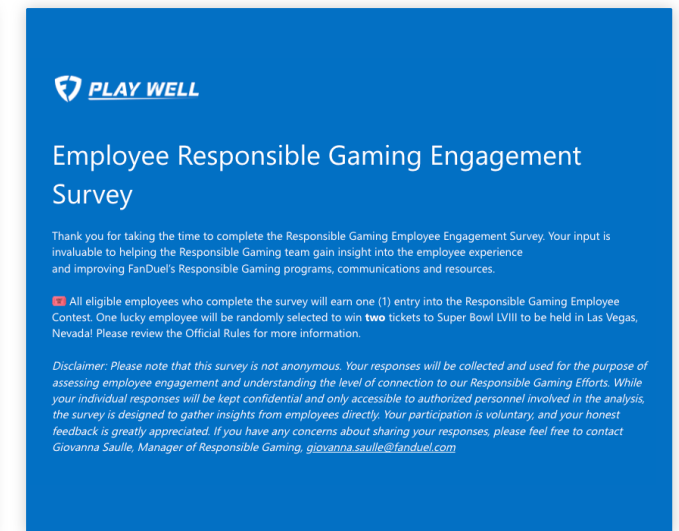 PLAY WELL
Employee Responsible Gaming Engagement
Survey
Thank you for taking the time to complete the Responsible Gaming Employee Engagement Survey. Your input is
invaluable to helping the Responsible Gaming team gain insight into the employee experience
and improving FanDuel's Responsible Gaming programs, communications and resources.
🎟️ All eligible employees who complete the survey will earn one (1) entry into the Responsible Gaming Employee
Contest. One lucky employee will be randomly selected to win two tickets to Super Bowl LVIII to be held in Las Vegas,
Nevada! Please review the Official Rules for more information.
Disclaimer: Please note that this survey is not anonymous. Your responses will be collected and used for the purpose of
assessing employee engagement and understanding the level of connection to our Responsible Gaming Efforts. While
your individual responses will be kept confidential and only accessible to authorized personnel involved in the analysis,
the survey is designed to gather insights from employees directly. Your participation is voluntary, and your honest
feedback is greatly appreciated. If you have any concerns about sharing your responses, please feel free to contact
Giovanna Saulle, Manager of Responsible Gaming, giovanna.saulle@fanduel.com